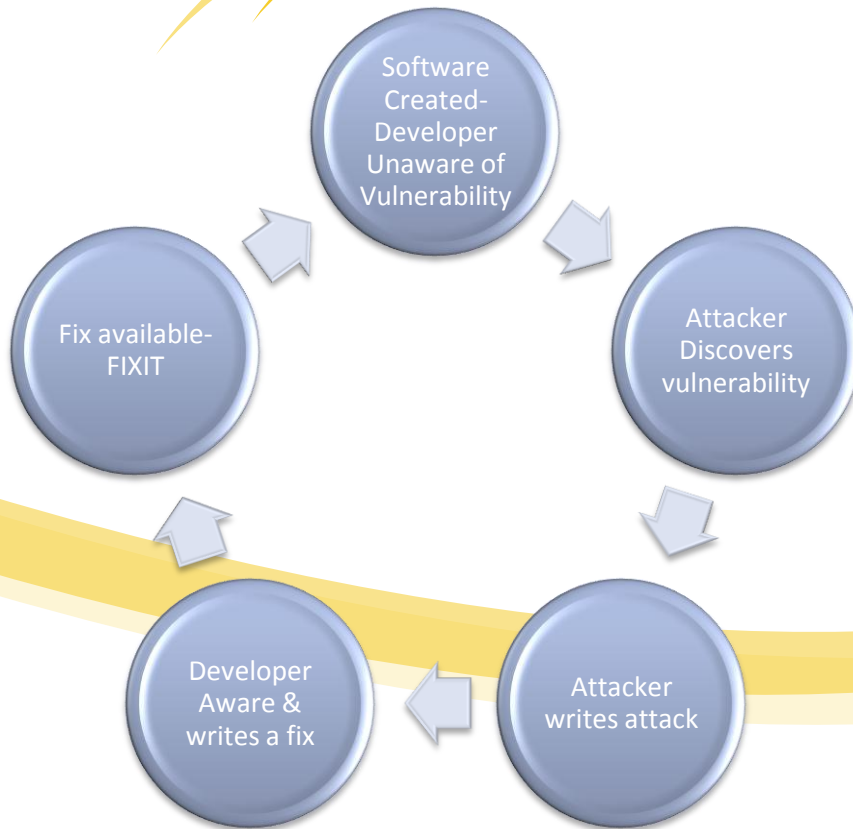 Software
Created-
Developer
Unaware of
Vulnerability
Attacker
Discovers
vulnerability
Attacker
writes attack
Developer
Aware &
writes a fix
Fix available-
FIXIT